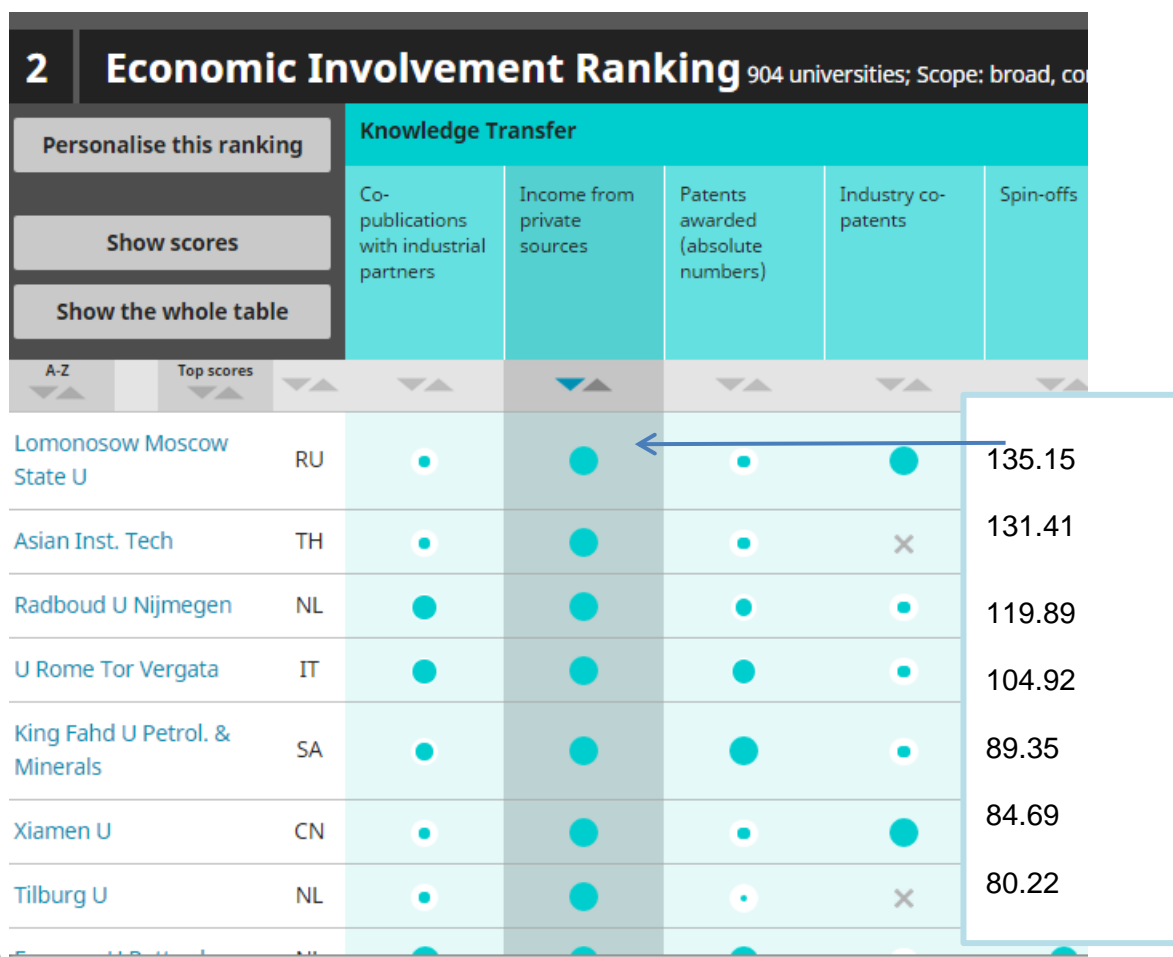 2 Economic Involvement Ranking 904 universities; Scope: broad,
Personalise this ranking
Show scores
Show the whole table
Knowledge Transfer
Co-
publications
with industrial
partners
Income from
private
sources
Patents
awarded
(absolute
numbers)
Industry co-
patents
Spin-offs
A-Z
Top scores
Lomonosow Moscow
State U
RU
135.15
Asian Inst. Tech TH
131.41
Radboud U Nijmegen NL
119.89
U Rome Tor Vergata IT
104.92
King Fahd U Petrol. &
Minerals
SA
89.35
Xiamen U CN
84.69
Tilburg U NL
80.22